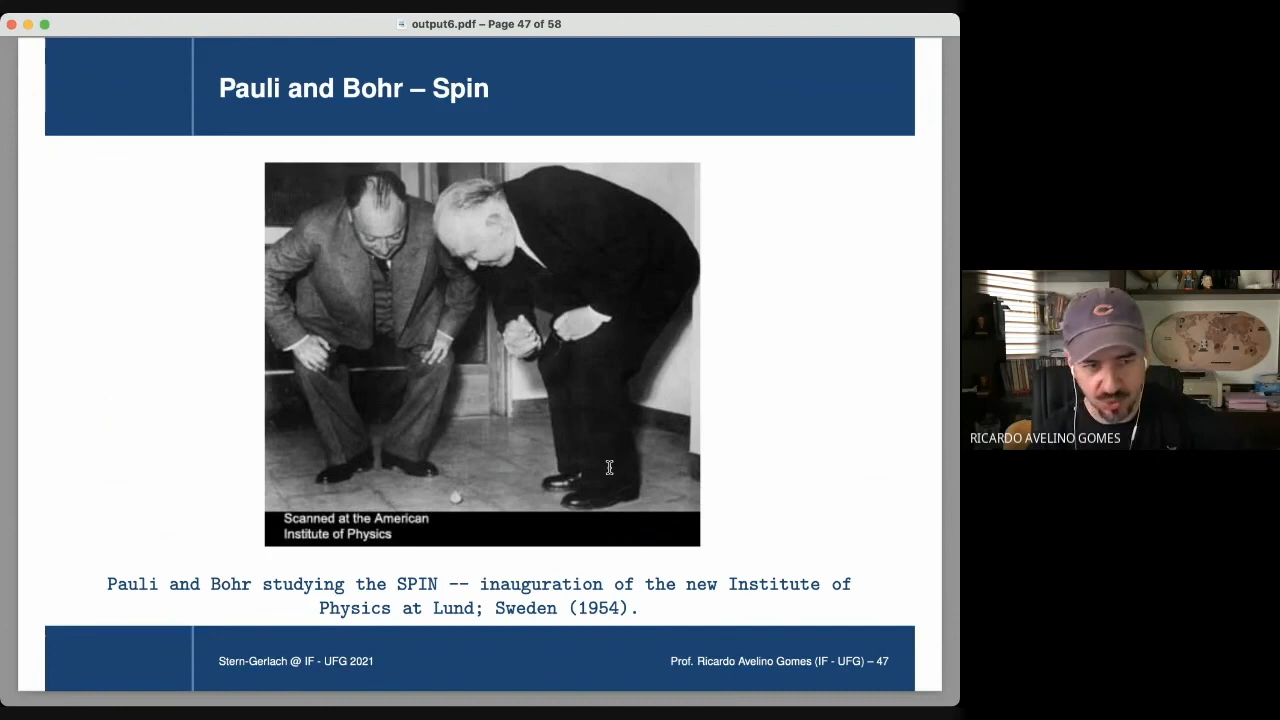 output6.pdf – Page 47 of 58
Pauli and Bohr – Spin
Scanned at the American
Institute of Physics
Pauli and Bohr studying the SPIN -- inauguration of the new Institute of
Physics at Lund; Sweden (1954).
Stern-Gerlach @ IF - UFG 2021
Prof. Ricardo Avelino Gomes (IF - UFG) – 47
RICARDO AVELINO GOMES